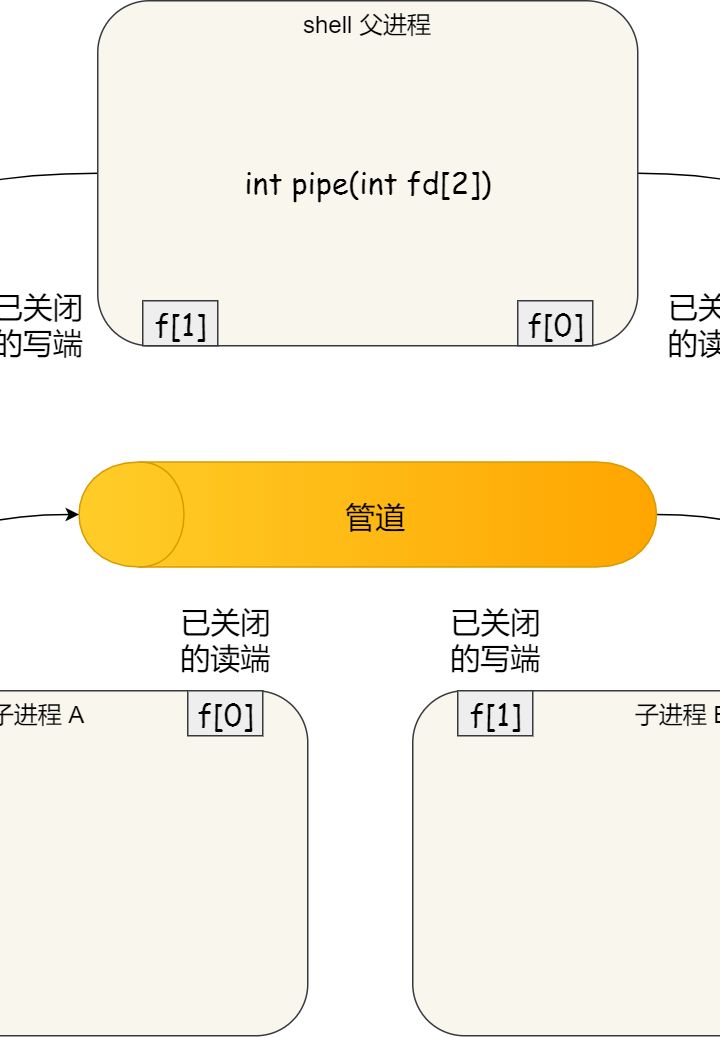 shell 父进程
int pipe(int fd[2])
已关闭
的写端
f[1]
f[0]
已关
的读
管道
已关闭
的读端
已关闭
的写端
子进程 A
f[0]
f[1]
子进程